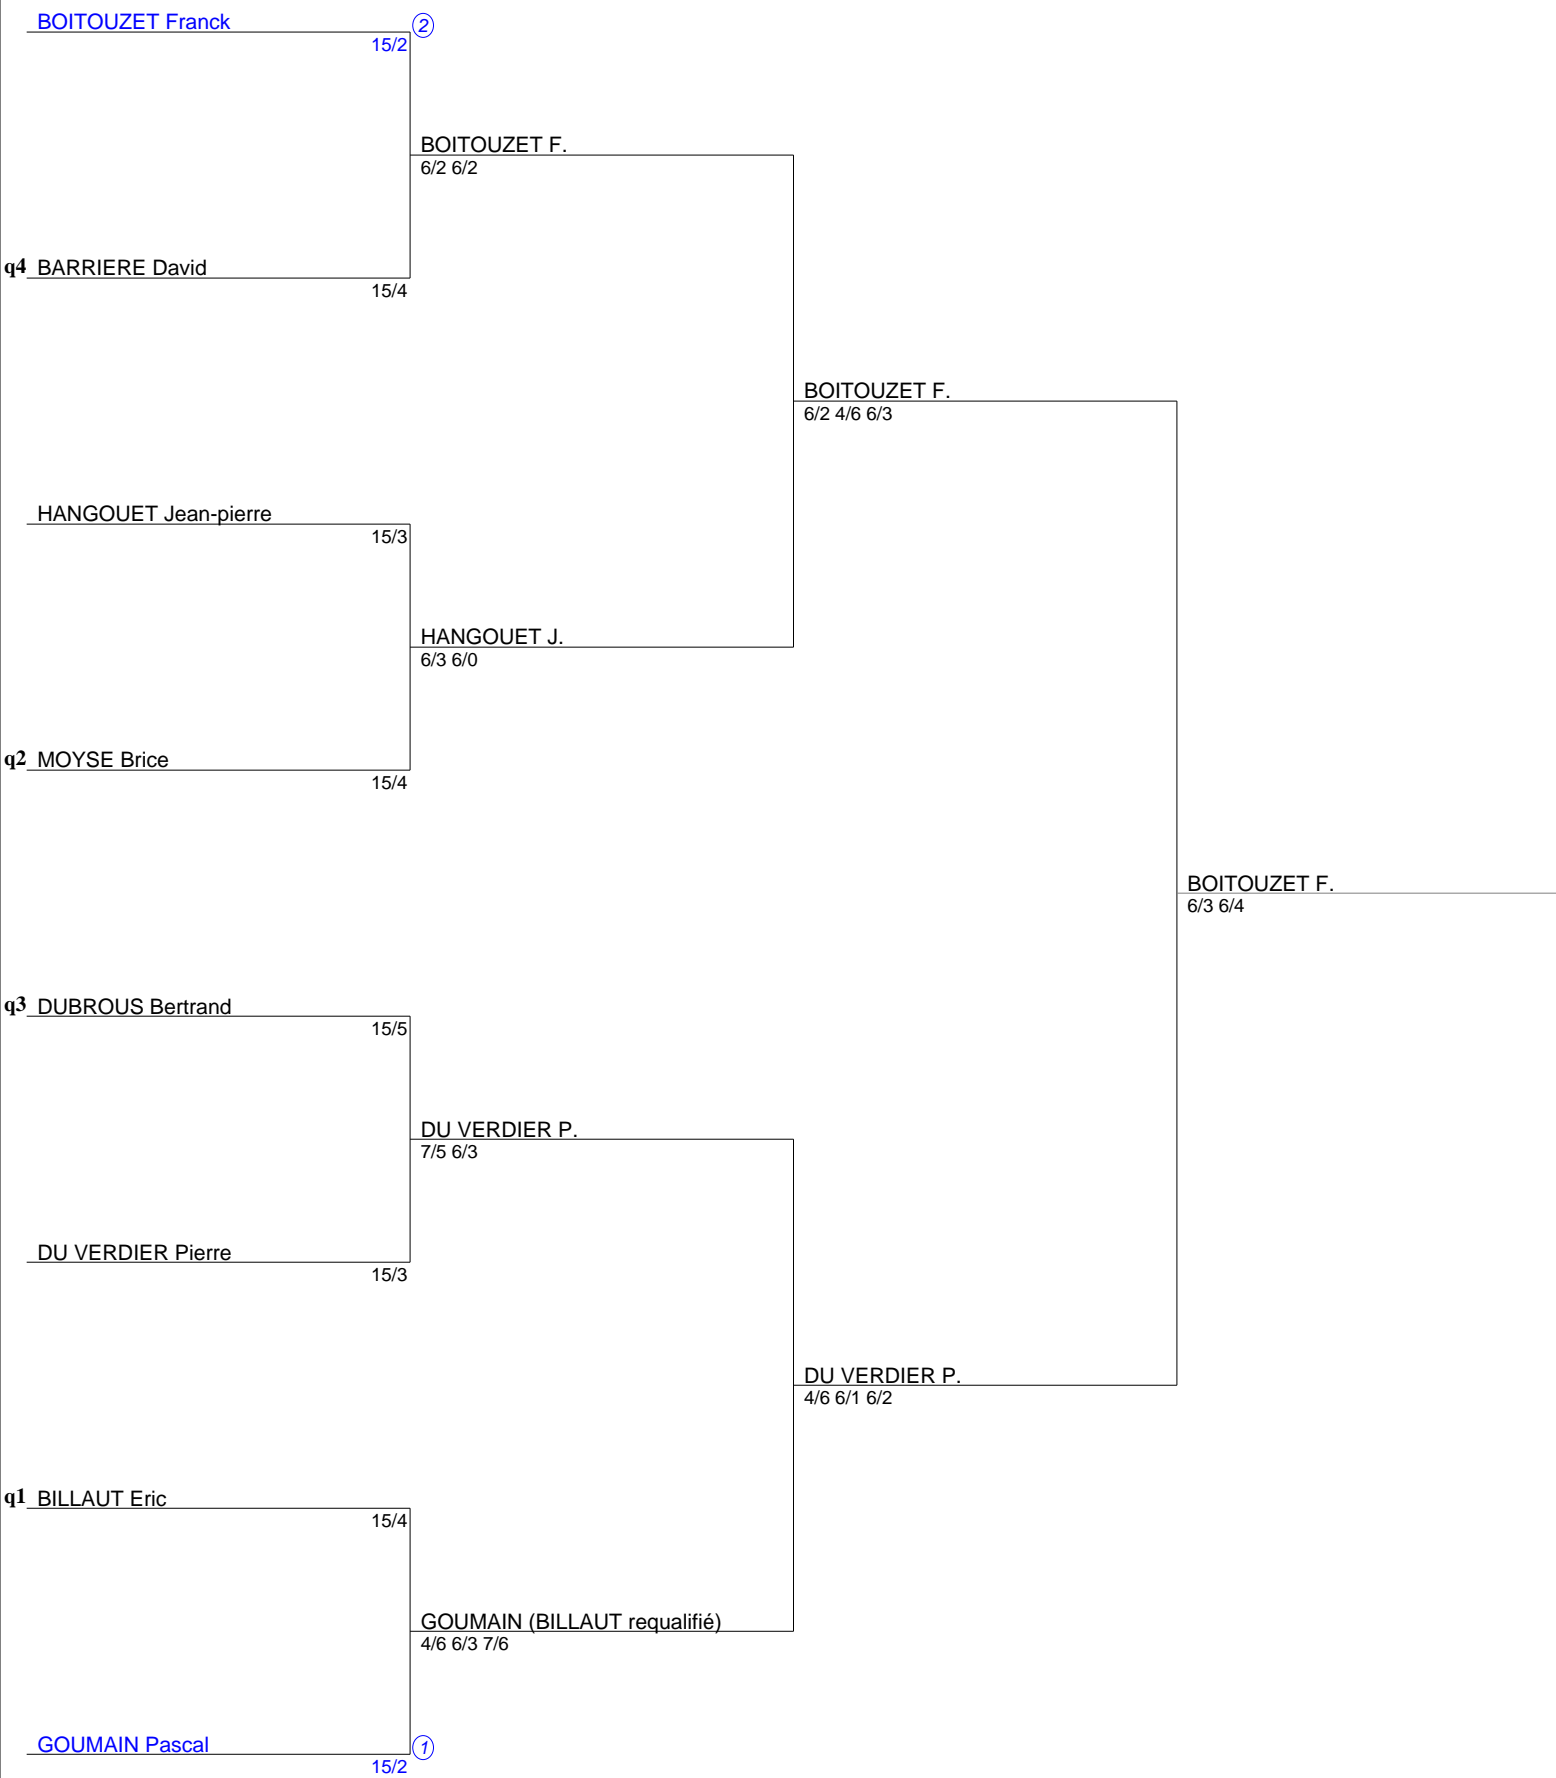 BOITOUZET Franck
2
15/2
BOITOUZET F.
6/2 6/2
q4 BARRIERE David
15/4
BOITOUZET F.
6/2 4/6 6/3
HANGOUET Jean-pierre
15/3
HANGOUET J.
6/3 6/0
q2 MOYSE Brice
15/4
BOITOUZET F.
6/3 6/4
q3 DUBROUS Bertrand
15/5
DU VERDIER P.
7/5 6/3
DU VERDIER Pierre
15/3
DU VERDIER P.
4/6 6/1 6/2
q1 BILLAUT Eric
15/4
GOUMAIN (BILLAUT requalifié)
4/6 6/3 7/6
GOUMAIN Pascal
1
15/2